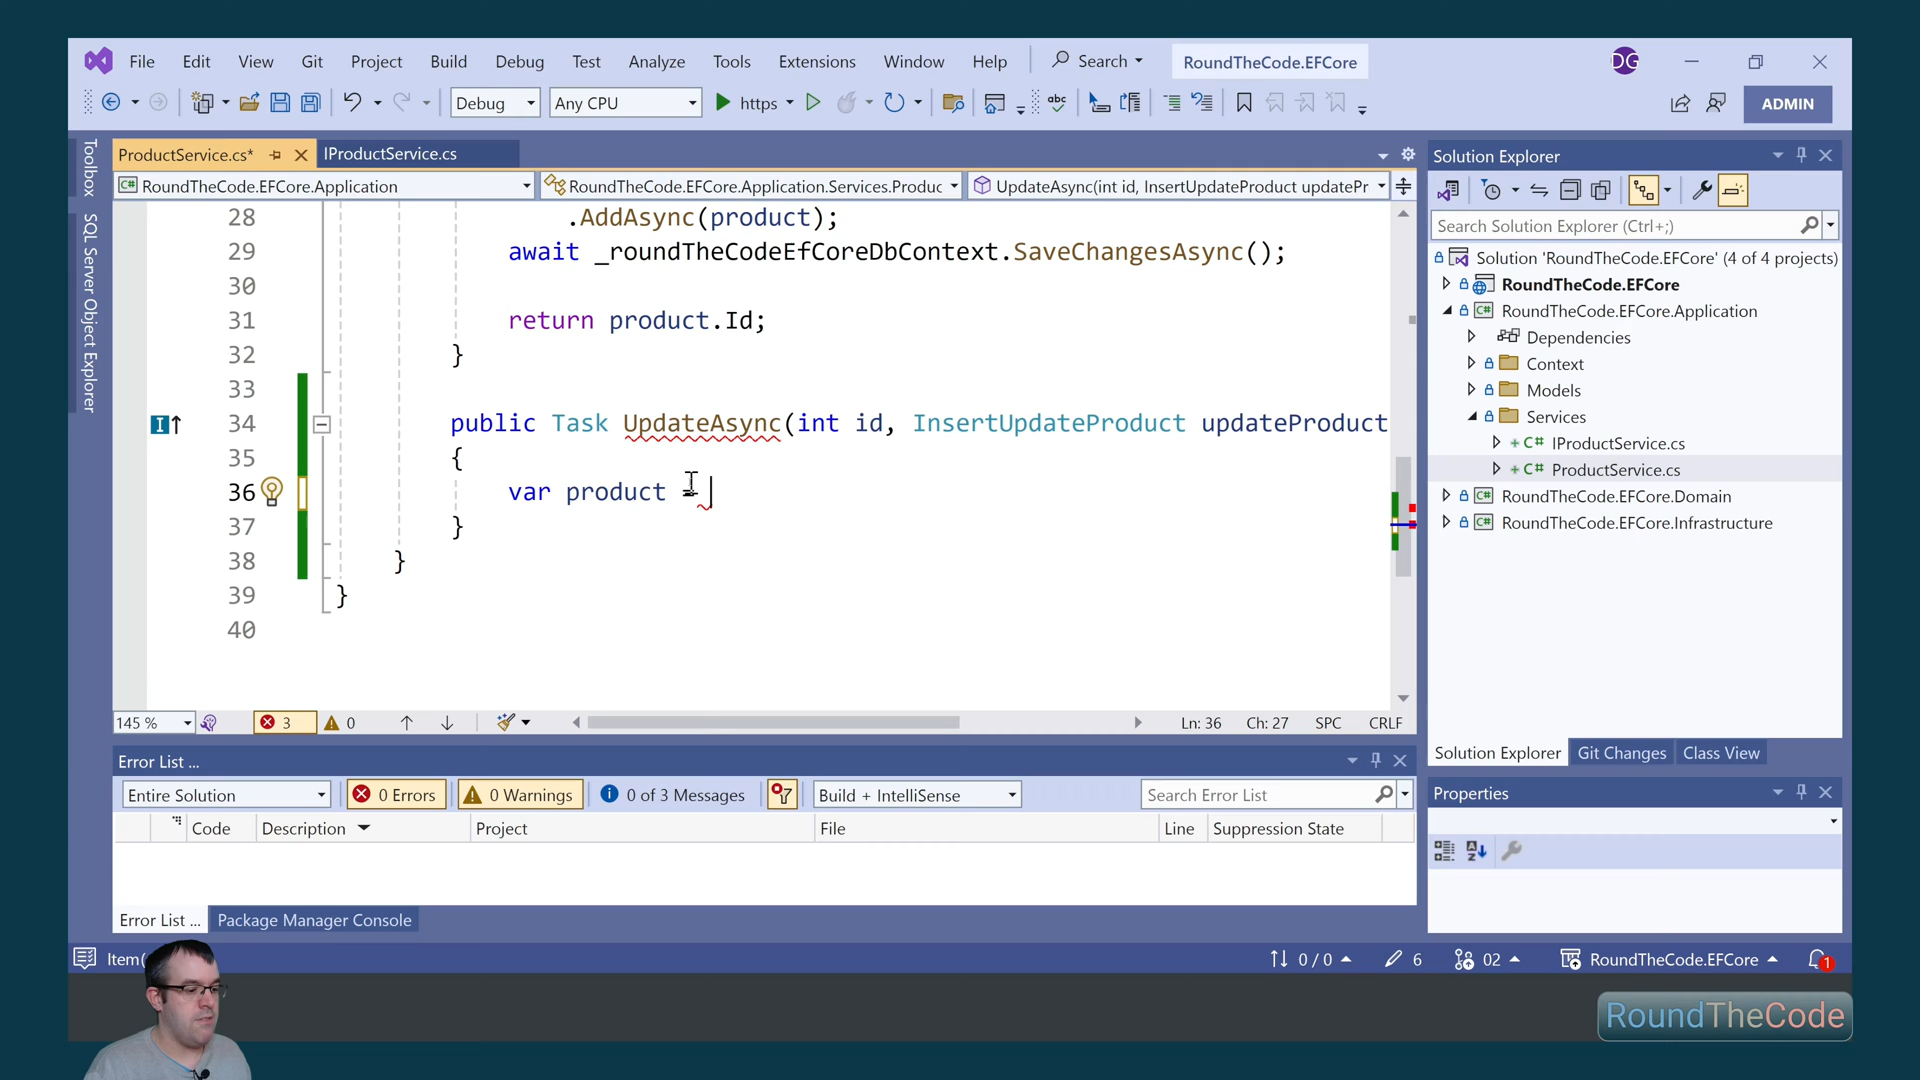 File Edit View Git Project Build Debug Test Analyze Tools Extensions Window Help Search RoundTheCode.EFCore DG
Debug Any CPU https abc ADMIN
Toolbox
SQL Server Object Explorer
ProductService.cs* IProductService.cs
C# RoundTheCode.EFCore.Application RoundTheCode.EFCore.Application.Services.Produc UpdateAsync(int id, InsertUpdateProduct updatePr
28 .AddAsync(product);
29 await _roundTheCodeEfCoreDbContext.SaveChangesAsync();
30
31 return product.Id;
32 }
33
34 public Task UpdateAsync(int id, InsertUpdateProduct updateProduct
35 {
36 var product =
37 }
38 }
39 }
40
145 % 3 0 Ln: 36 Ch: 27 SPC CRLF
Error List ...
Entire Solution 0 Errors 0 Warnings 0 of 3 Messages Build + IntelliSense Search Error List
Code Description Project File Line Suppression State
Error List ... Package Manager Console
Solution Explorer
Search Solution Explorer (Ctrl+;)
Solution 'RoundTheCode.EFCore' (4 of 4 projects)
RoundTheCode.EFCore
C# RoundTheCode.EFCore.Application
Dependencies
Context
Models
Services
+ C# IProductService.cs
+ C# ProductService.cs
C# RoundTheCode.EFCore.Domain
C# RoundTheCode.EFCore.Infrastructure
Solution Explorer Git Changes Class View
Properties
Item( 0 / 0 6 02 RoundTheCode.EFCore 1
RoundTheCode